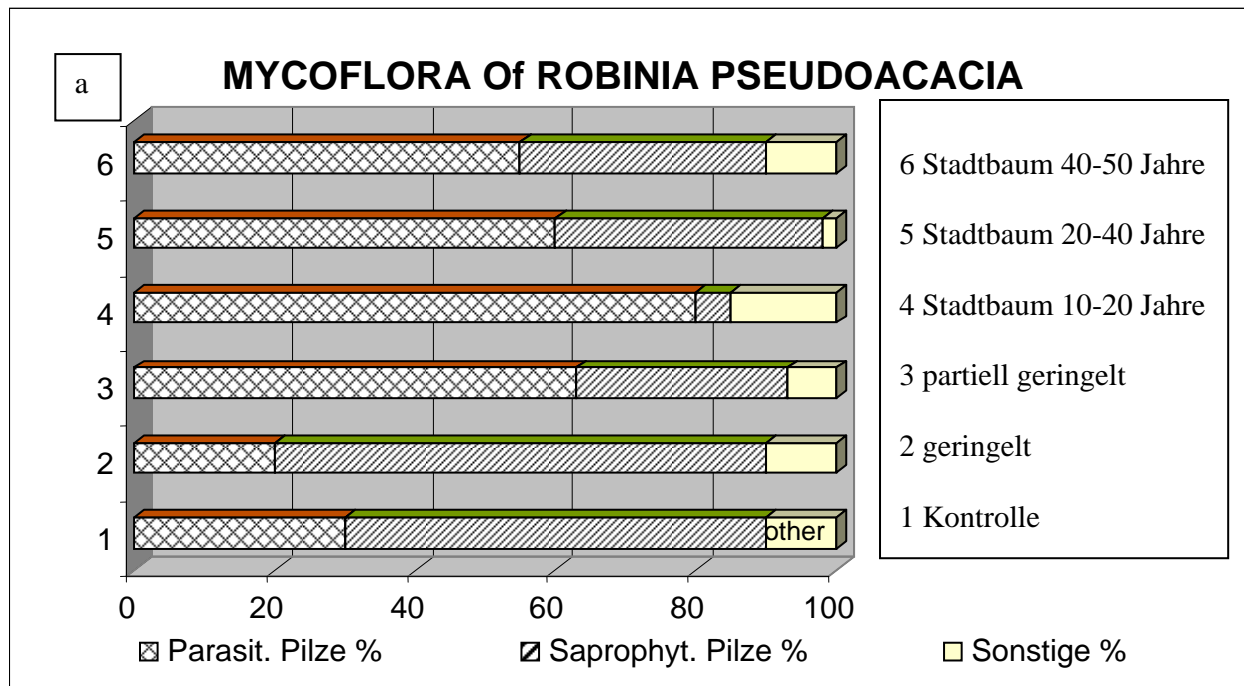 a
MYCOFLORA Of ROBINIA PSEUDOACACIA
6
5
4
3
2
1
other
0 20 40 60 80 100
Parasit. Pilze % Saprophyt. Pilze % Sonstige %
6 Stadtbaum 40-50 Jahre
5 Stadtbaum 20-40 Jahre
4 Stadtbaum 10-20 Jahre
3 partiell geringelt
2 geringelt
1 Kontrolle